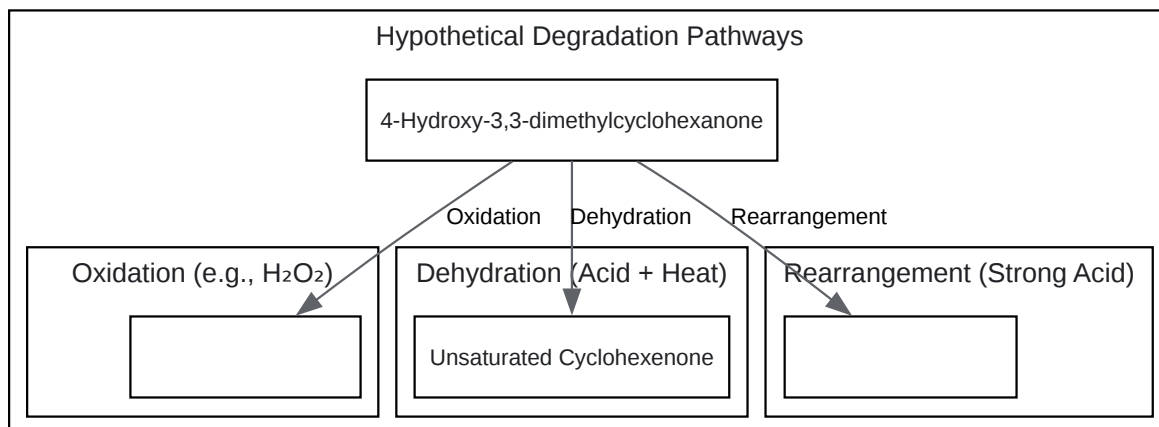 Hypothetical Degradation Pathways
4-Hydroxy-3,3-dimethylcyclohexanone
Oxidation
Dehydration
Rearrangement
Oxidation (e.g., H₂O₂)
Dehydration (Acid + Heat)
Rearrangement (Strong Acid)
Unsaturated Cyclohexenone